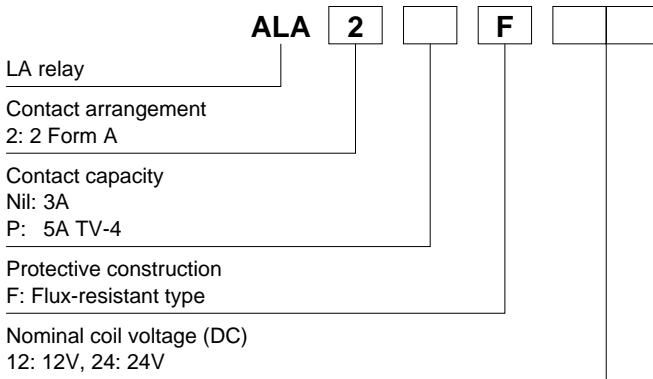 ALA 2 F
LA relay
Contact arrangement
2: 2 Form A
Contact capacity
Nil: 3A
P: 5A TV-4
Protective construction
F: Flux-resistant type
Nominal coil voltage (DC)
12: 12V, 24: 24V